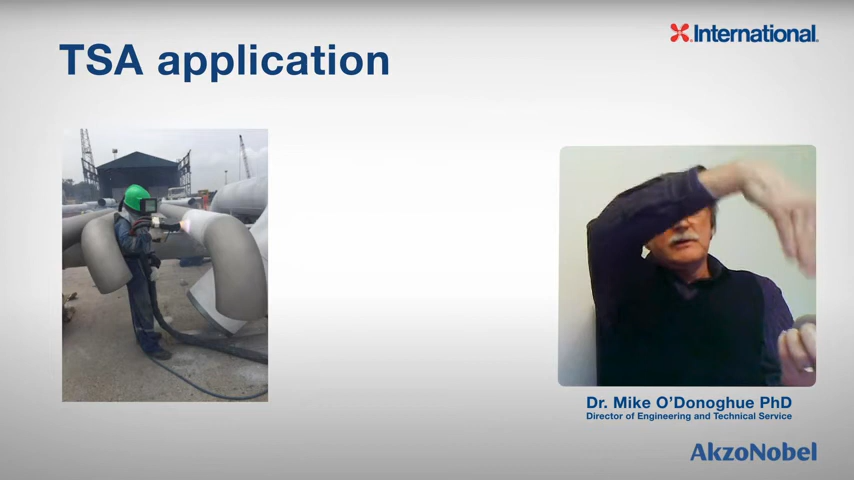 TSA application
International.
Dr. Mike O'Donoghue PhD
Director of Engineering and Technical Service
AkzoNobel